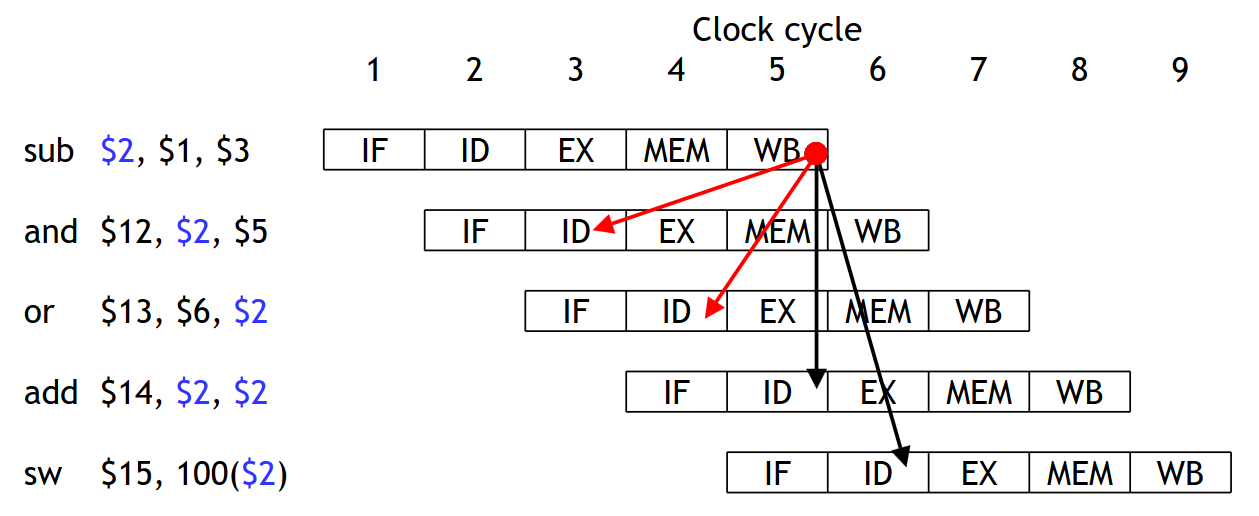 Clock cycle
1 2 3 4 5 6 7 8 9
sub $2, $1, $3 IF ID EX MEM WB
and $12, $2, $5 IF ID EX MEM WB
or $13, $6, $2 IF ID EX MEM WB
add $14, $2, $2 IF ID EX MEM WB
sw $15, 100($2) IF ID EX MEM WB